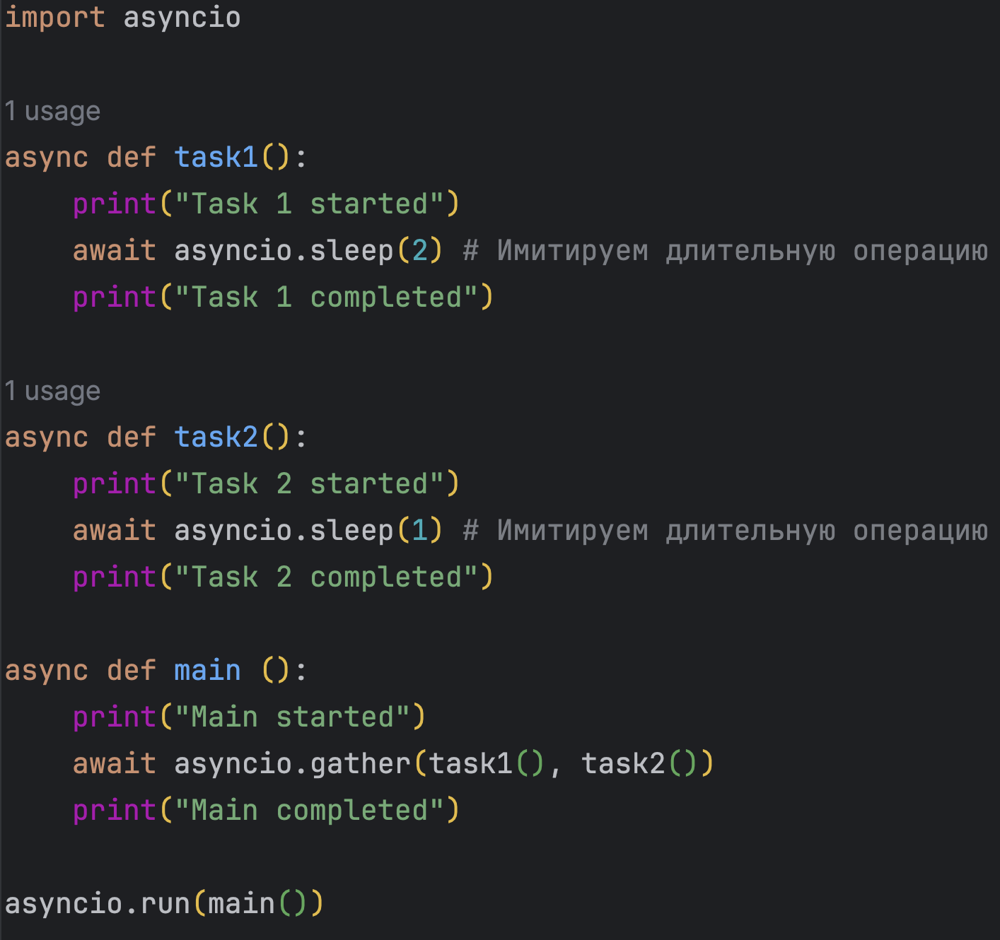 import asyncio
1 usage
async def task1():
    print("Task 1 started")
    await asyncio.sleep(2) # Имитируем длительную операцию
    print("Task 1 completed")
1 usage
async def task2():
    print("Task 2 started")
    await asyncio.sleep(1) # Имитируем длительную операцию
    print("Task 2 completed")
async def main ():
    print("Main started")
    await asyncio.gather(task1(), task2())
    print("Main completed")
asyncio.run(main())